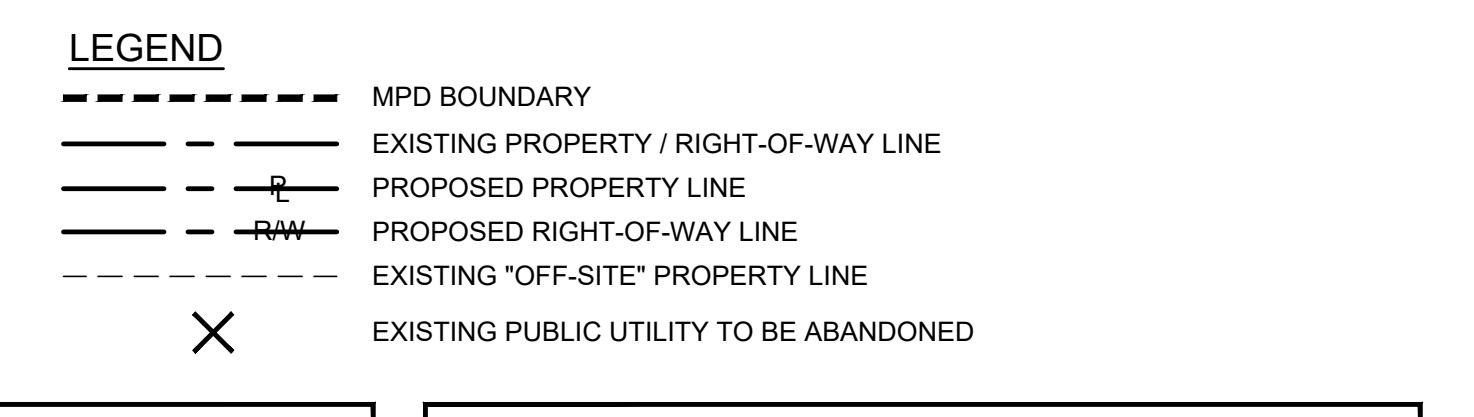 LEGEND
MPD BOUNDARY
EXISTING PROPERTY / RIGHT-OF-WAY LINE
PL PROPOSED PROPERTY LINE
R/W PROPOSED RIGHT-OF-WAY LINE
EXISTING "OFF-SITE" PROPERTY LINE
EXISTING PUBLIC UTILITY TO BE ABANDONED